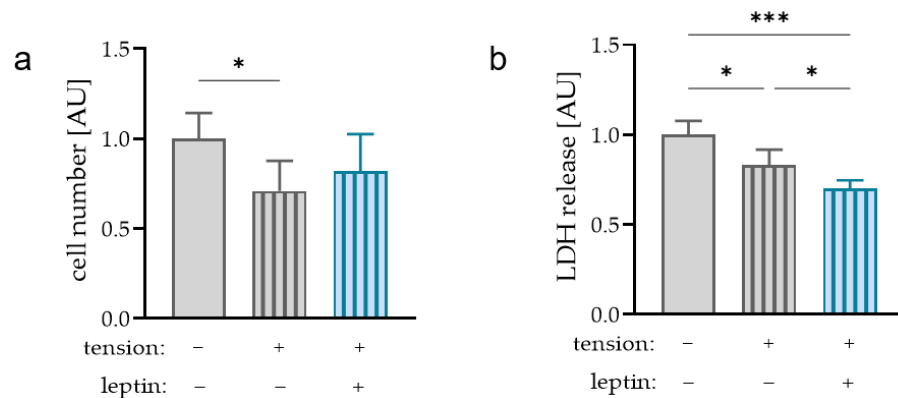 a
*
cell number [AU]
1.5
1.0
0.5
0.0
tension: − + +
leptin: − − +
b
***
* *
LDH release [AU]
1.5
1.0
0.5
0.0
tension: − + +
leptin: − − +